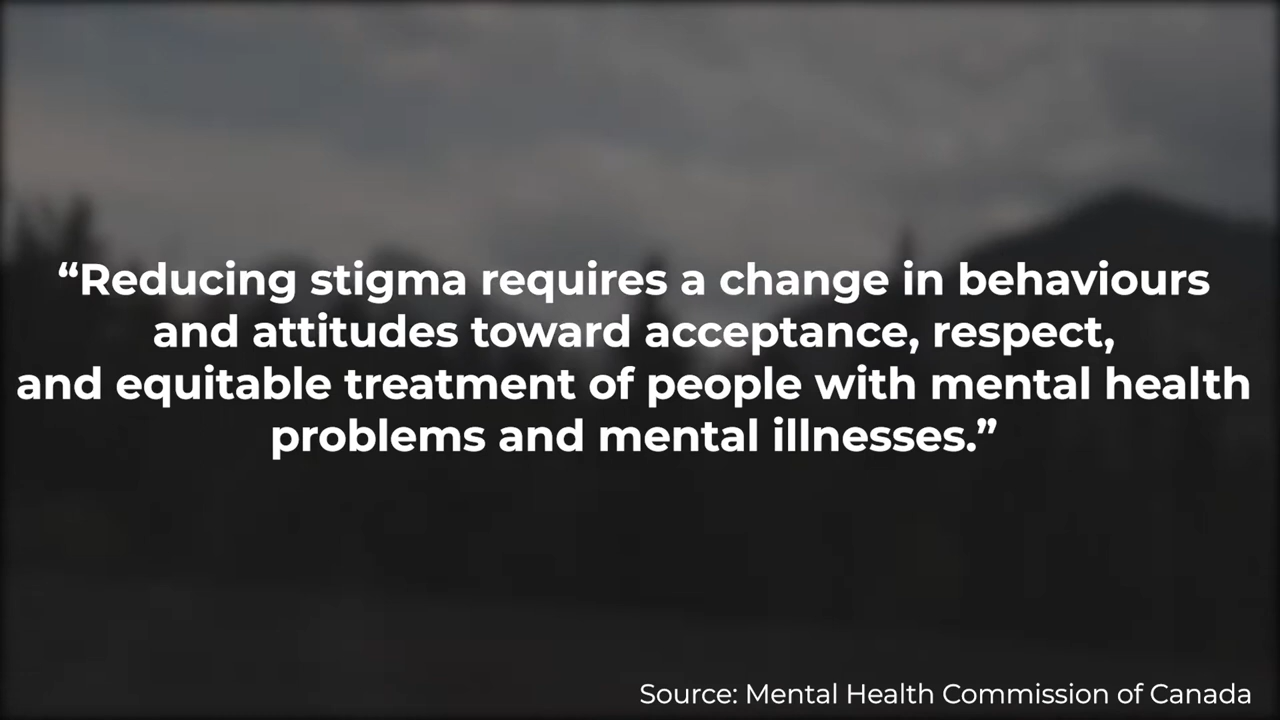 “Reducing stigma requires a change in behaviours
and attitudes toward acceptance, respect,
and equitable treatment of people with mental health
problems and mental illnesses.”
Source: Mental Health Commission of Canada